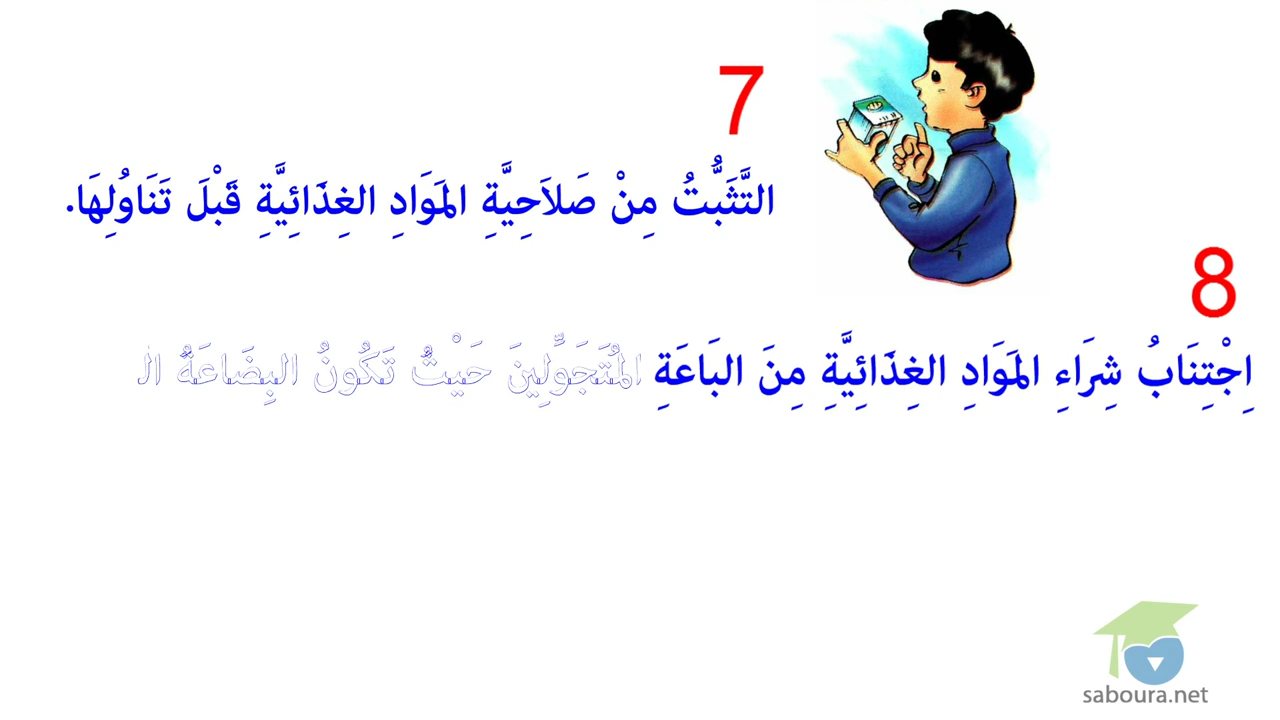 7
التَّثَبُّتُ مِنْ صَلاَحِيَّةِ المَوَادِ الغِذَائِيَّةِ قَبْلَ تَنَاوُلِهَا.
8
اِجْتِنَابُ شِرَاءِ المَوَادِ الغِذَائِيَّةِ مِنَ البَاعَةِ المُتَجَوِّلِينَ حَيْثُ تَكُونُ البِضَاعَةُ ال
saboura.net